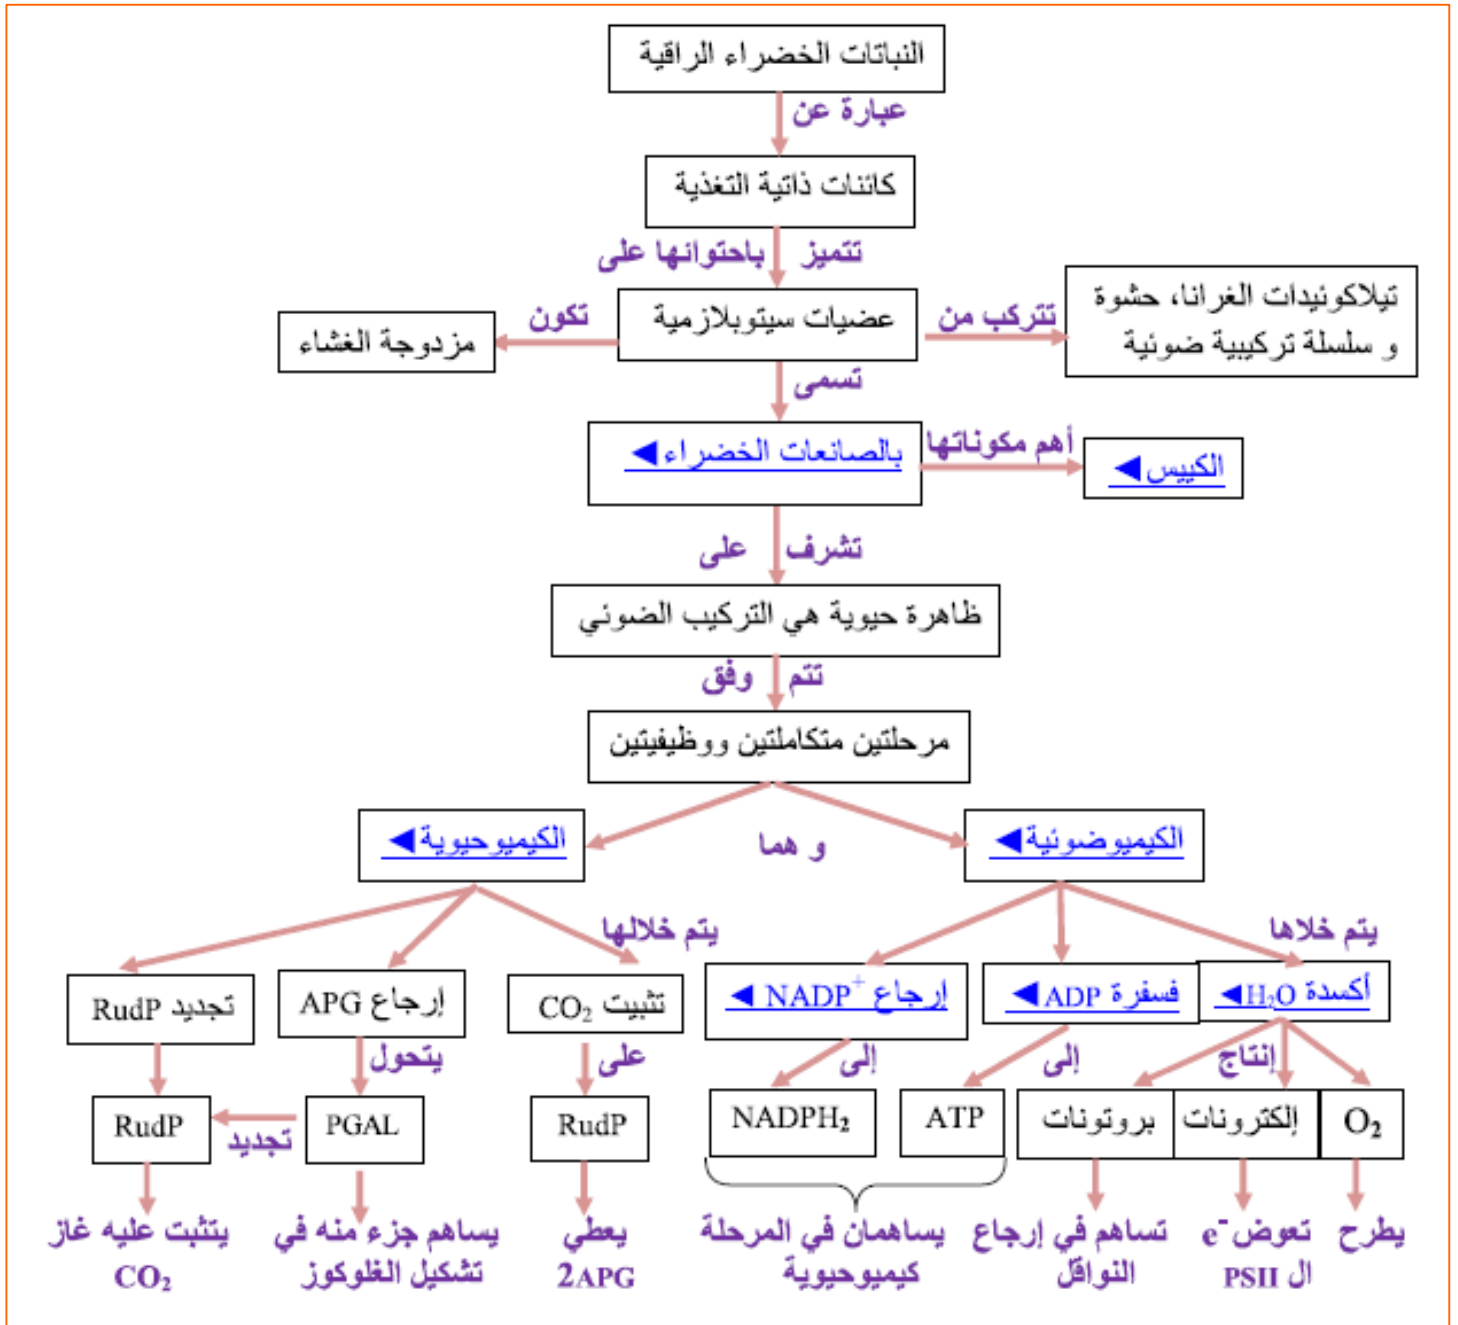 النباتات الخضراء الراقية
عبارة عن
كائنات ذاتية التغذية
تتميز باحتوائها على
عضيات سيتوبلازمية
تتركب من
تيلاكوئيدات الغرانا، حشوة
و سلسلة تركيبية ضوئية
تكون
مزدوجة الغشاء
تسمى
بالصانعات الخضراء◄
أهم مكوناتها
الكييس◄
تشرف على
ظاهرة حيوية هي التركيب الضوئي
تتم وفق
مرحلتين متكاملتين ووظيفيتين
و هما
الكيميوضوئية◄
الكيميوحيوية◄
يتم خلاها
أكسدة H₂O◄
فسفرة ADP◄
إرجاع NADP⁺ ◄
إنتاج
إلى
إلى
O₂
إلكترونات
بروتونات
ATP
NADPH₂
يطرح
تعوض e⁻
ال PSII
تساهم في إرجاع
النواقل
يساهمان في المرحلة
كيميوحيوية
يتم خلالها
تثبيت CO₂
إرجاع APG
تجديد RudP
على
يتحول
RudP
PGAL
تجديد
RudP
يعطي
2APG
يساهم جزء منه في
تشكيل الغلوكوز
يتثبت عليه غاز
CO₂